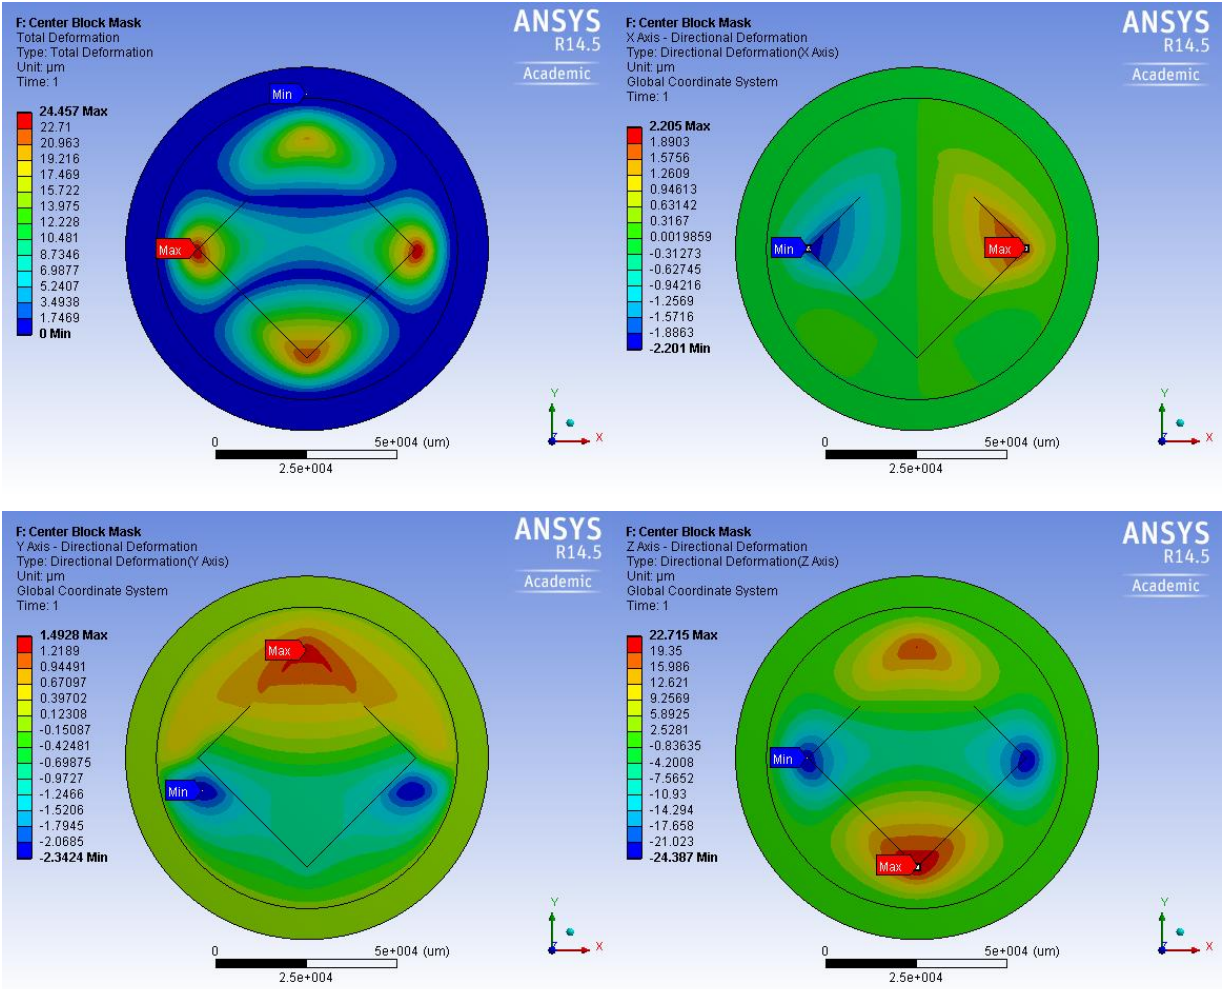 F: Center Block Mask
Total Deformation
Type: Total Deformation
Unit: µm
Time: 1
ANSYS
R14.5
Academic
24.457 Max
22.71
20.963
19.216
17.469
15.722
13.975
12.228
10.481
8.7346
6.9877
5.2407
3.4938
1.7469
0 Min
Min
Max
0
5e+004 (um)
2.5e+004
Y
X
Z
F: Center Block Mask
X Axis - Directional Deformation
Type: Directional Deformation(X Axis)
Unit: µm
Global Coordinate System
Time: 1
ANSYS
R14.5
Academic
2.205 Max
1.8903
1.5756
1.2609
0.94613
0.63142
0.3167
0.0019859
-0.31273
-0.62745
-0.94216
-1.2569
-1.5716
-1.8863
-2.201 Min
Min
Max
0
5e+004 (um)
2.5e+004
Y
X
Z
F: Center Block Mask
Y Axis - Directional Deformation
Type: Directional Deformation(Y Axis)
Unit: µm
Global Coordinate System
Time: 1
ANSYS
R14.5
Academic
1.4928 Max
1.2189
0.94491
0.67097
0.39702
0.12308
-0.15087
-0.42481
-0.69875
-0.9727
-1.2466
-1.5206
-1.7945
-2.0685
-2.3424 Min
Max
Min
0
5e+004 (um)
2.5e+004
Y
X
Z
F: Center Block Mask
Z Axis - Directional Deformation
Type: Directional Deformation(Z Axis)
Unit: µm
Global Coordinate System
Time: 1
ANSYS
R14.5
Academic
22.715 Max
19.35
15.986
12.621
9.2569
5.8925
2.5281
-0.83635
-4.2008
-7.5652
-10.93
-14.294
-17.658
-21.023
-24.387 Min
Min
Max
0
5e+004 (um)
2.5e+004
Y
X
Z